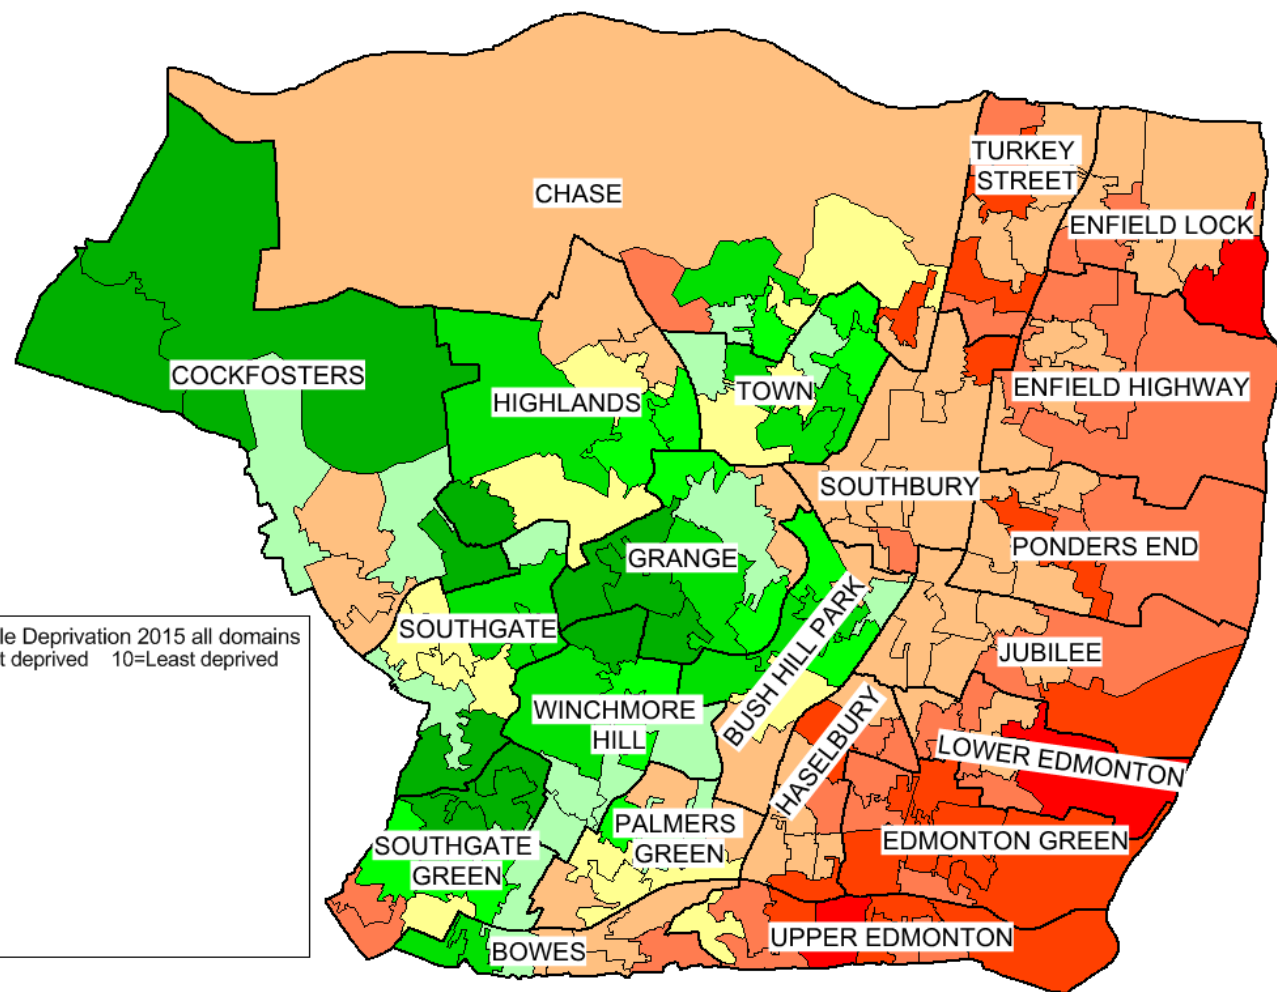 TURKEY
STREET
CHASE
ENFIELD LOCK
COCKFOSTERS
HIGHLANDS
TOWN
ENFIELD HIGHWAY
SOUTHBURY
GRANGE
PONDERS END
BUSH HILL PARK
le Deprivation 2015 all domains
t deprived 10=Least deprived
SOUTHGATE
JUBILEE
WINCHMORE
HILL
HASELBURY
LOWER EDMONTON
PALMERS
GREEN
EDMONTON GREEN
SOUTHGATE
GREEN
BOWES
UPPER EDMONTON